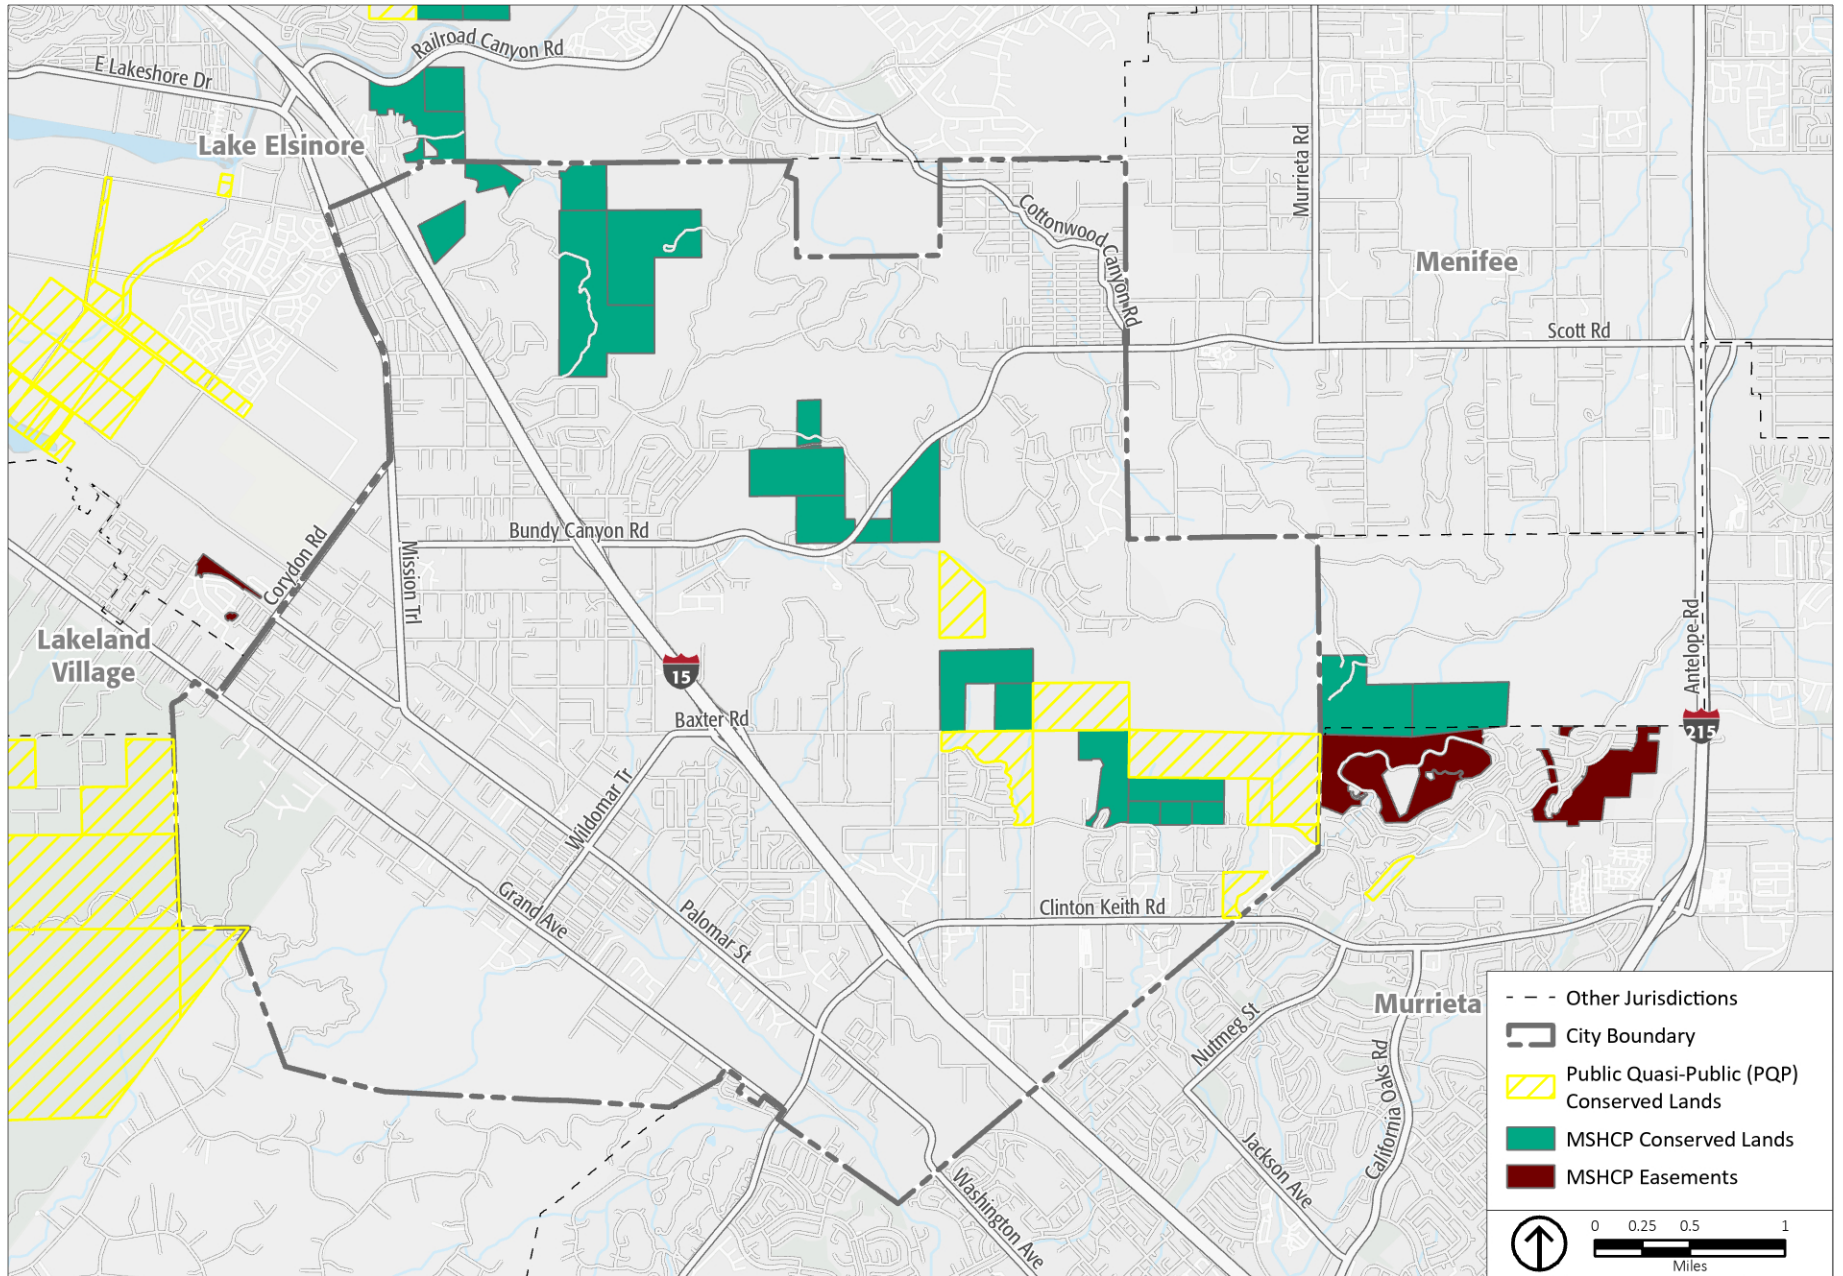 Railroad Canyon Rd
E Lakeshore Dr
Lake Elsinore
Murrieta Rd
Cottonwood Canyon Rd
Menifee
Scott Rd
Bundy Canyon Rd
Corydon Rd
Mission Trl
Lakeland
Village
Antelope Rd
15
215
Baxter Rd
Wildomar Tr
Grand Ave
Palomar St
Clinton Keith Rd
Murrieta
Nutmeg St
California Oaks Rd
Jackson Ave
Washington Ave
Other Jurisdictions
City Boundary
Public Quasi-Public (PQP)
Conserved Lands
MSHCP Conserved Lands
MSHCP Easements
0 0.25 0.5 1
Miles